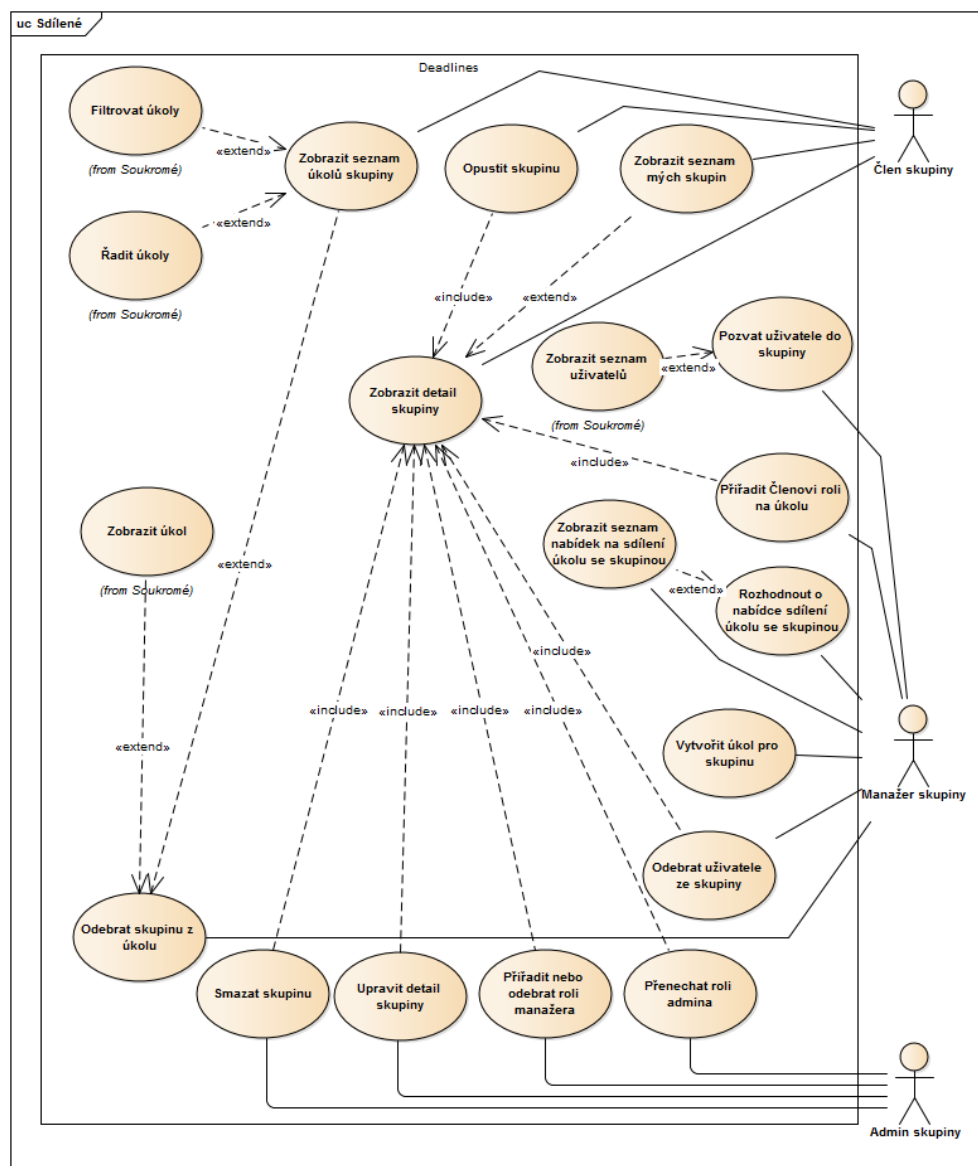 uc Sdílené
Deadlines
Filtrovat úkoly
(from Soukromé)
«extend»
Zobrazit seznam
úkolů skupiny
Opustit skupinu
Zobrazit seznam
mých skupin
Člen skupiny
«extend»
Řadit úkoly
(from Soukromé)
«include»
«extend»
Zobrazit seznam
uživatelů
(from Soukromé)
«extend»
Pozvat uživatele do
skupiny
Zobrazit detail
skupiny
«include»
Přiřadit Členovi roli
na úkolu
Zobrazit úkol
(from Soukromé)
«extend»
Zobrazit seznam
nabídek na sdílení
úkolu se skupinou
«extend»
Rozhodnout o
nabídce sdílení
úkolu se skupinou
«include»
«include»
«include»
«include»
«include»
«extend»
Vytvořit úkol pro
skupinu
Manažer skupiny
Odebrat uživatele
ze skupiny
Odebrat skupinu z
úkolu
Smazat skupinu
Upravit detail
skupiny
Přiřadit nebo
odebrat roli
manažera
Přenechat roli
admina
Admin skupiny